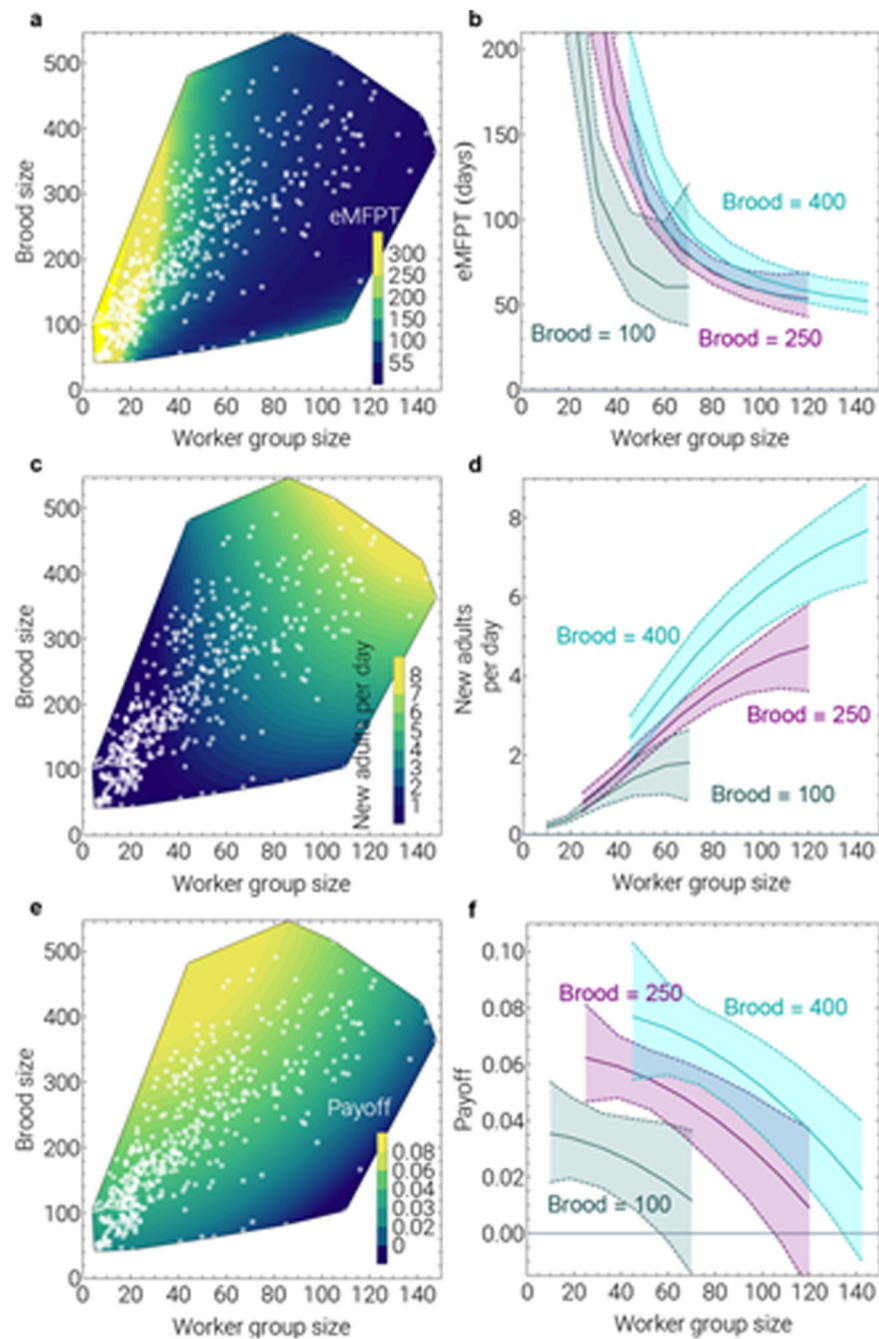 a
500
400
300
200
100
0
Brood size
eMFPT
300
250
200
150
100
55
0 20 40 60 80 100 120 140
Worker group size
b
200
150
100
50
0
eMFPT (days)
Brood = 400
Brood = 100
Brood = 250
20 40 60 80 100 120 140
Worker group size
c
500
400
300
200
100
0
Brood size
New adults per day
8
7
6
5
4
3
2
1
0 20 40 60 80 100 120 140
Worker group size
d
8
6
4
2
0
New adults
per day
Brood = 400
Brood = 250
Brood = 100
0 20 40 60 80 100 120 140
Worker group size
e
500
400
300
200
100
0
Brood size
Payoff
0.08
0.06
0.04
0.03
0.02
0
0 20 40 60 80 100 120 140
Worker group size
f
0.10
0.08
0.06
0.04
0.02
0.00
Payoff
Brood = 250
Brood = 400
Brood = 100
0 20 40 60 80 100 120 140
Worker group size